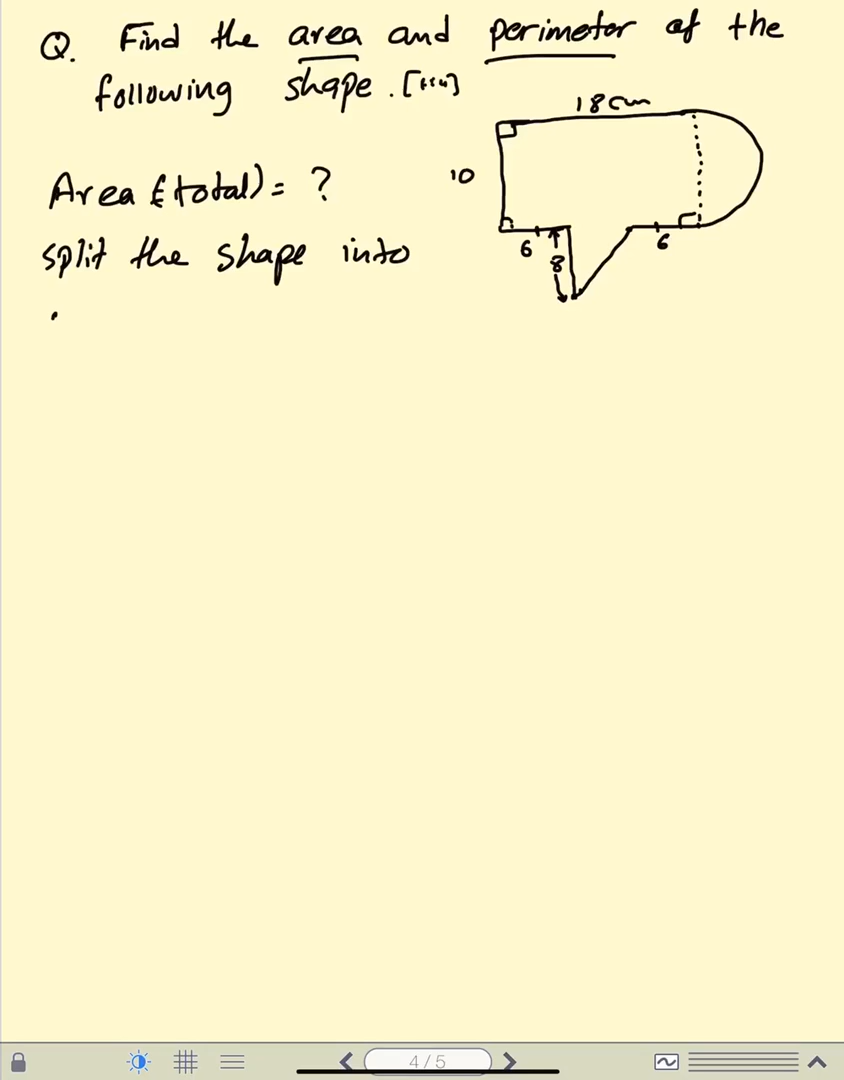 Q. Find the area and perimeter of the
following shape.
18cm
Area (total) = ?
10
split the shape into
6
8
6
4/5